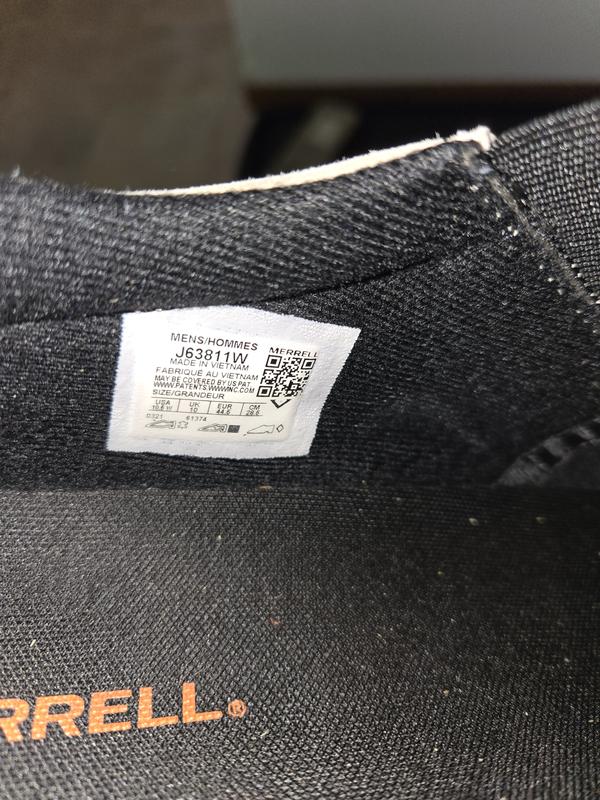 MENS/HOMMES
J63811W
MERRELL
MADE IN VIETNAM
FABRIQUÉ AU VIETNAM
MAY BE COVERED BY US PAT
WWW.PATENTS.WWWINC.COM
SIZE/GRANDEUR
USA UK EUR CM
10.5 W 10 44.5 28.5
0321 61374
RRELL®